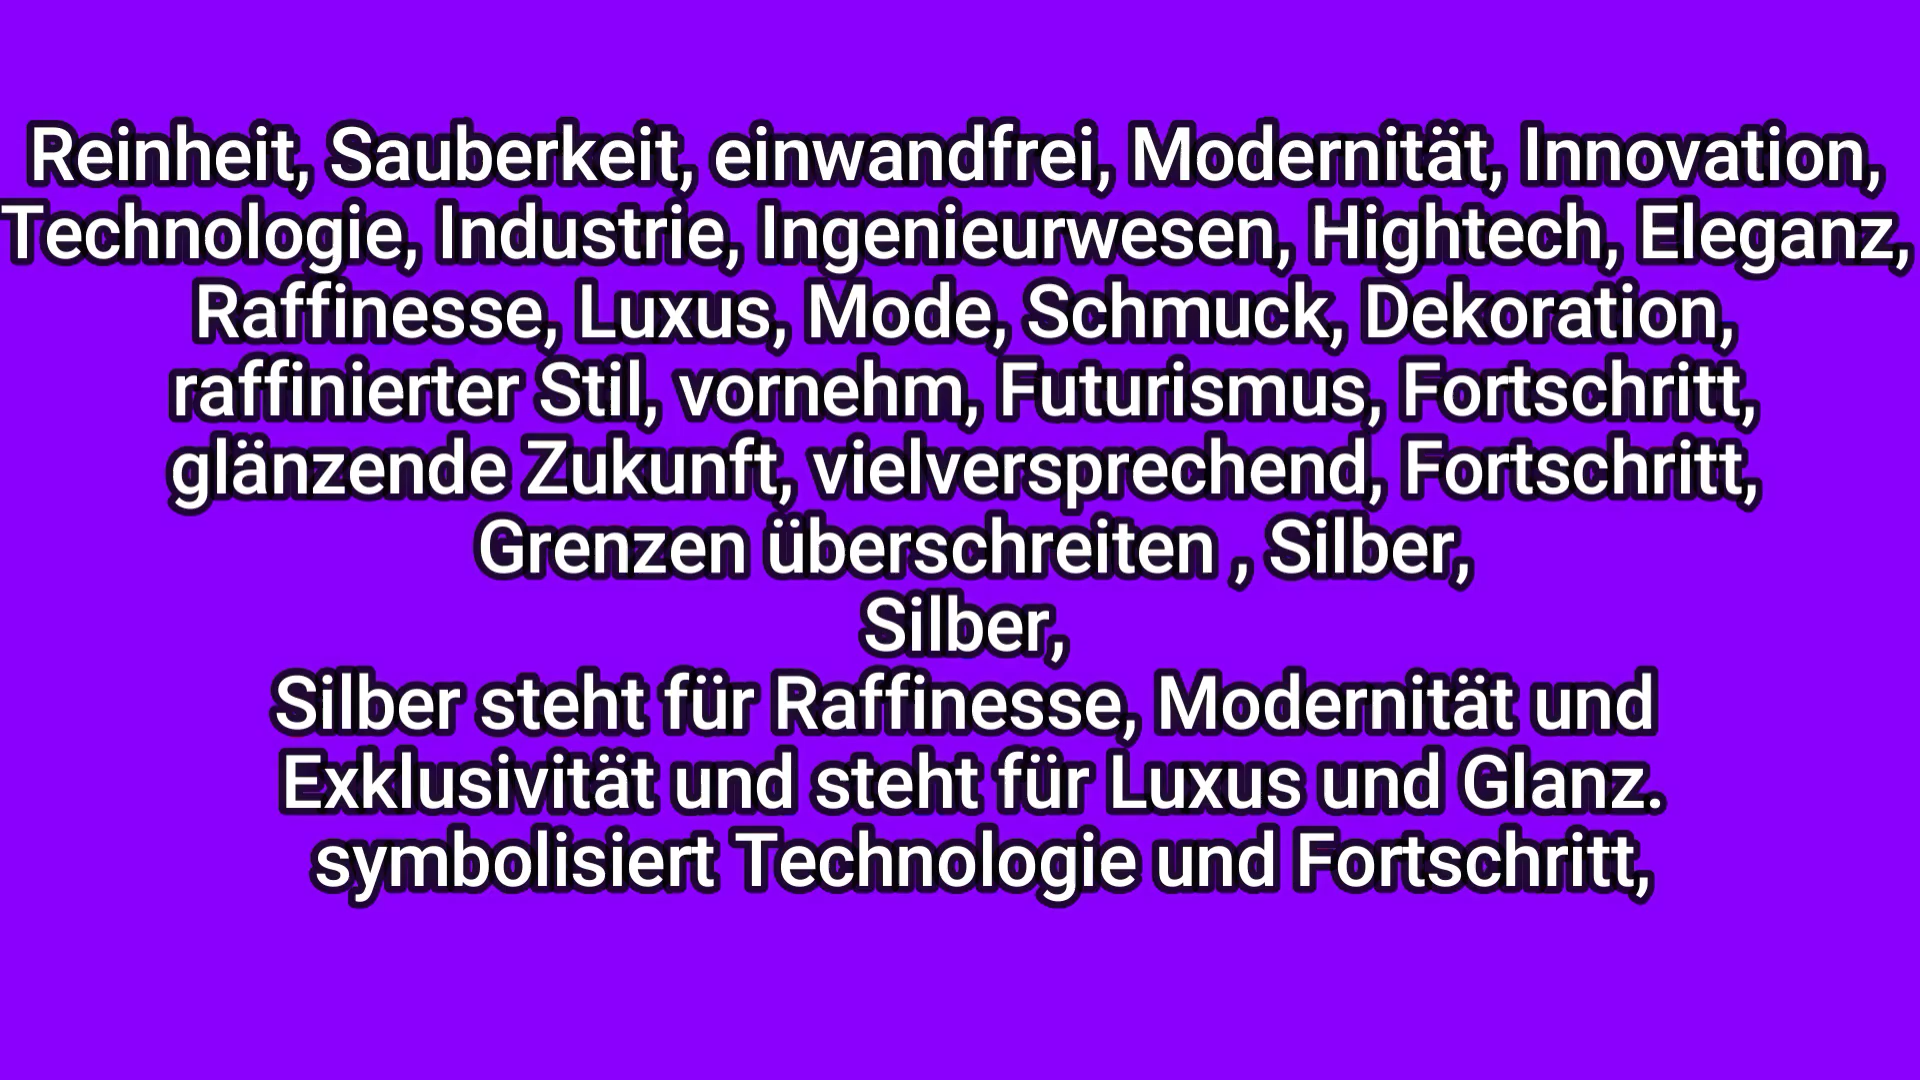 Reinheit, Sauberkeit, einwandfrei, Modernität, Innovation,
Technologie, Industrie, Ingenieurwesen, Hightech, Eleganz,
Raffinesse, Luxus, Mode, Schmuck, Dekoration,
raffinierter Stil, vornehm, Futurismus, Fortschritt,
glänzende Zukunft, vielversprechend, Fortschritt,
Grenzen überschreiten , Silber,
Silber,
Silber steht für Raffinesse, Modernität und
Exklusivität und steht für Luxus und Glanz.
symbolisiert Technologie und Fortschritt,